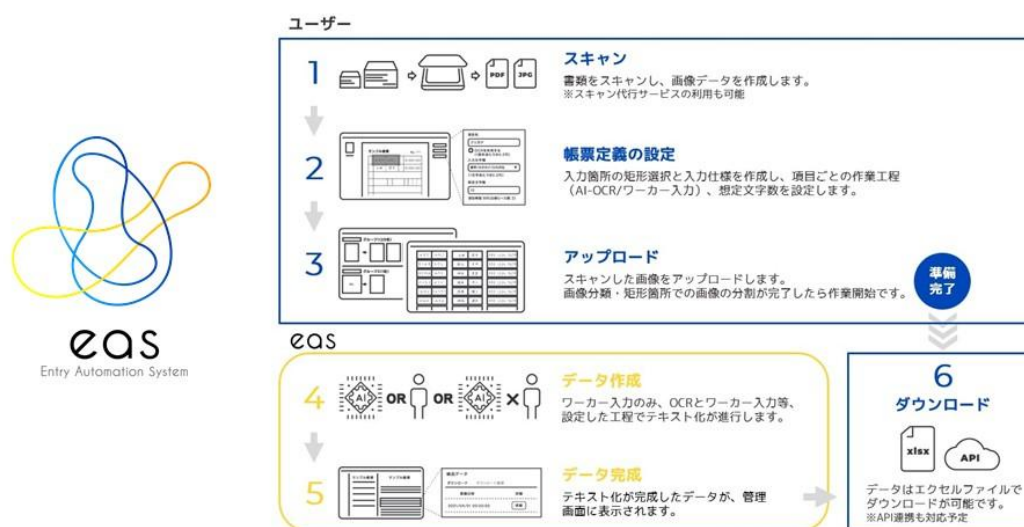 eas
Entry Automation System
ユーザー
1
スキャン
書類をスキャンし、画像データを作成します。
※スキャン代行サービスの利用も可能
PDF
JPG
2
帳票定義の設定
入力箇所の矩形選択と入力仕様を作成し、項目ごとの作業工程
(AI-OCR/ワーカー入力)、想定文字数を設定します。
3
アップロード
スキャンした画像をアップロードします。
画像分類・矩形箇所での画像の分割が完了したら作業開始です。
準備
完了
eas
4
AI OR OR AI ×
データ作成
ワーカー入力のみ、OCRとワーカー入力等、
設定した工程でテキスト化が進行します。
5
データ完成
テキスト化が完成したデータが、管理
画面に表示されます。
6
ダウンロード
xlsx
API
データはエクセルファイルで
ダウンロードが可能です。
※API連携も対応予定